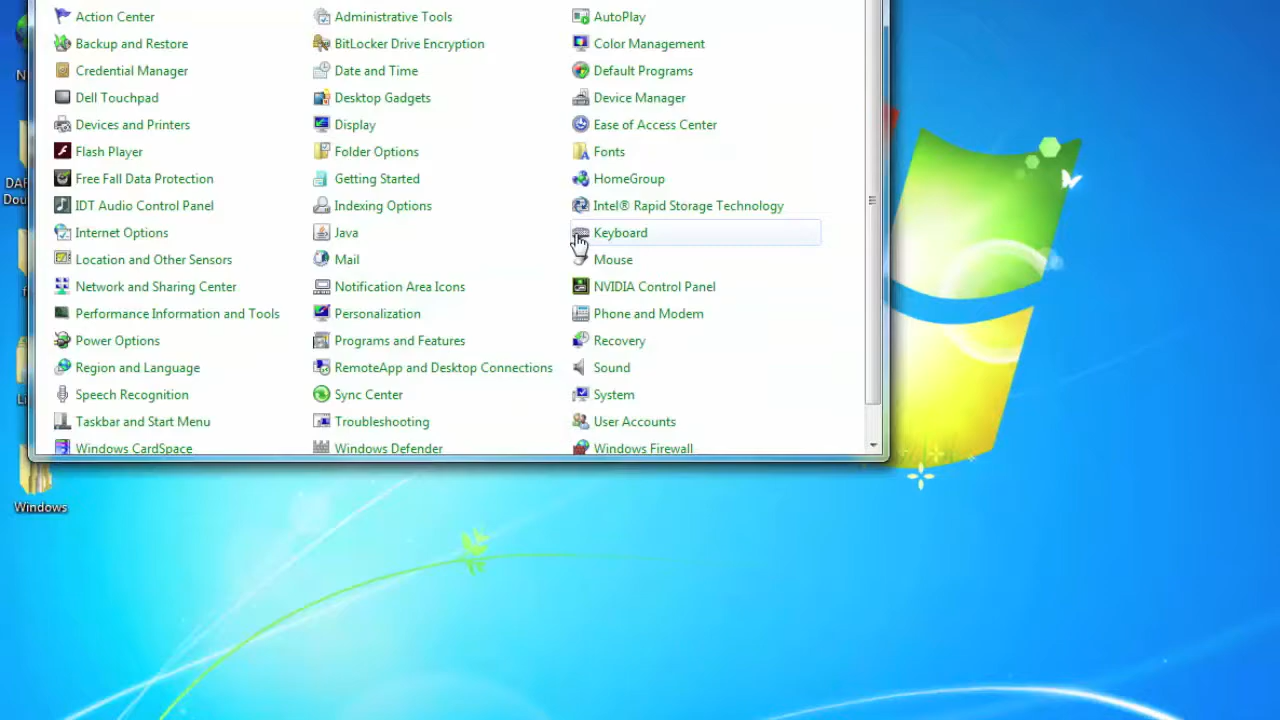 Action Center Administrative Tools AutoPlay
Backup and Restore BitLocker Drive Encryption Color Management
Credential Manager Date and Time Default Programs
Dell Touchpad Desktop Gadgets Device Manager
Devices and Printers Display Ease of Access Center
Flash Player Folder Options Fonts
Free Fall Data Protection Getting Started HomeGroup
IDT Audio Control Panel Indexing Options Intel® Rapid Storage Technology
Internet Options Java Keyboard
Location and Other Sensors Mail Mouse
Network and Sharing Center Notification Area Icons NVIDIA Control Panel
Performance Information and Tools Personalization Phone and Modem
Power Options Programs and Features Recovery
Region and Language RemoteApp and Desktop Connections Sound
Speech Recognition Sync Center System
Taskbar and Start Menu Troubleshooting User Accounts
Windows CardSpace Windows Defender Windows Firewall
Windows